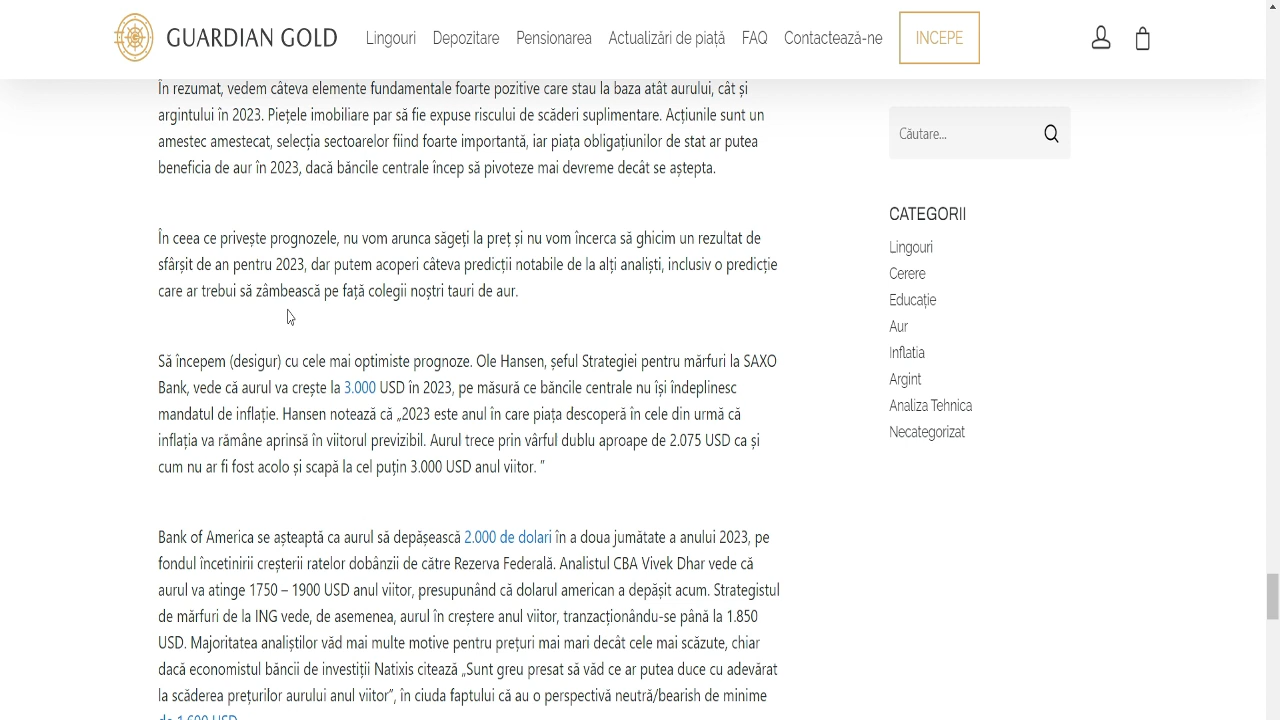 GUARDIAN GOLD
Lingouri
Depozitare
Pensionarea
Actualizări de piață
FAQ
Contactează-ne
INCEPE
În rezumat, vedem câteva elemente fundamentale foarte pozitive care stau la baza atât aurului, cât și
argintului în 2023. Piețele imobiliare par să fie expuse riscului de scăderi suplimentare. Acțiunile sunt un
amestec amestecat, selecția sectoarelor fiind foarte importantă, iar piața obligațiunilor de stat ar putea
beneficia de aur în 2023, dacă băncile centrale încep să pivoteze mai devreme decât se aștepta.
În ceea ce privește prognozele, nu vom arunca săgeți la preț și nu vom încerca să ghicim un rezultat de
sfârșit de an pentru 2023, dar putem acoperi câteva predicții notabile de la alți analiști, inclusiv o predicție
care ar trebui să zâmbească pe față colegii noștri tauri de aur.
Să începem (desigur) cu cele mai optimiste prognoze. Ole Hansen, șeful Strategiei pentru mărfuri la SAXO
Bank, vede că aurul va crește la 3.000 USD în 2023, pe măsură ce băncile centrale nu își îndeplinesc
mandatul de inflație. Hansen notează că „2023 este anul în care piața descoperă în cele din urmă că
inflația va rămâne aprinsă în viitorul previzibil. Aurul trece prin vârful dublu aproape de 2.075 USD ca și
cum nu ar fi fost acolo și scapă la cel puțin 3.000 USD anul viitor. ”
Bank of America se așteaptă ca aurul să depășească 2.000 de dolari în a doua jumătate a anului 2023, pe
fondul încetinirii creșterii ratelor dobânzii de către Rezerva Federală. Analistul CBA Vivek Dhar vede că
aurul va atinge 1750 – 1900 USD anul viitor, presupunând că dolarul american a depășit acum. Strategistul
de mărfuri de la ING vede, de asemenea, aurul în creștere anul viitor, tranzacționându-se până la 1.850
USD. Majoritatea analiștilor văd mai multe motive pentru prețuri mai mari decât cele mai scăzute, chiar
dacă economistul băncii de investiții Natixis citează „Sunt greu presat să văd ce ar putea duce cu adevărat
la scăderea prețurilor aurului anul viitor”, în ciuda faptului că au o perspectivă neutră/bearish de minime
de 1.600 USD
Căutare...
CATEGORII
Lingouri
Cerere
Educație
Aur
Inflatia
Argint
Analiza Tehnica
Necategorizat